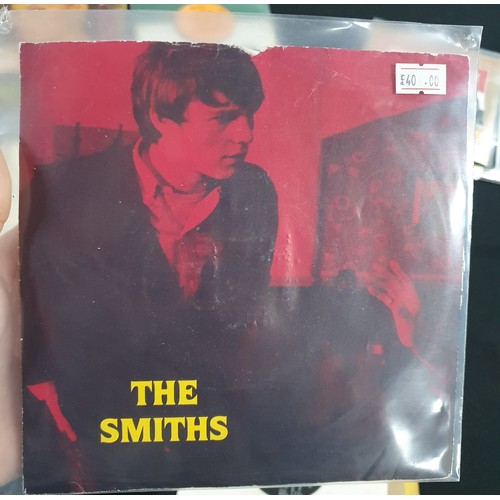 £40 .00
THE
SMITHS